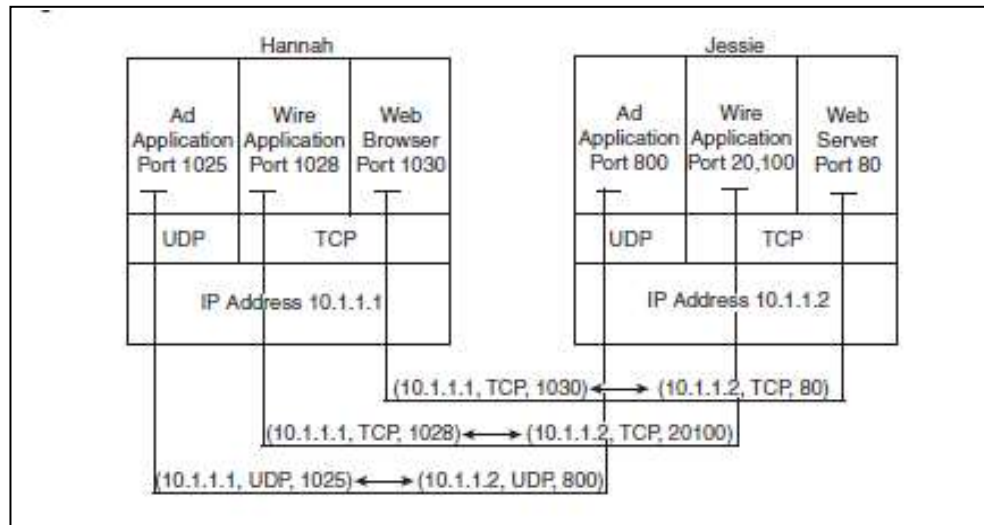 Hannah
Jessie
Ad
Application
Port 1025
Wire
Application
Port 1028
Web
Browser
Port 1030
Ad
Application
Port 800
Wire
Application
Port 20,100
Web
Server
Port 80
UDP
TCP
UDP
TCP
IP Address 10.1.1.1
IP Address 10.1.1.2
(10.1.1.1, TCP, 1030) (10.1.1.2, TCP, 80)
(10.1.1.1, TCP, 1028) (10.1.1.2, TCP, 20100)
(10.1.1.1, UDP, 1025) (10.1.1.2, UDP, 800)